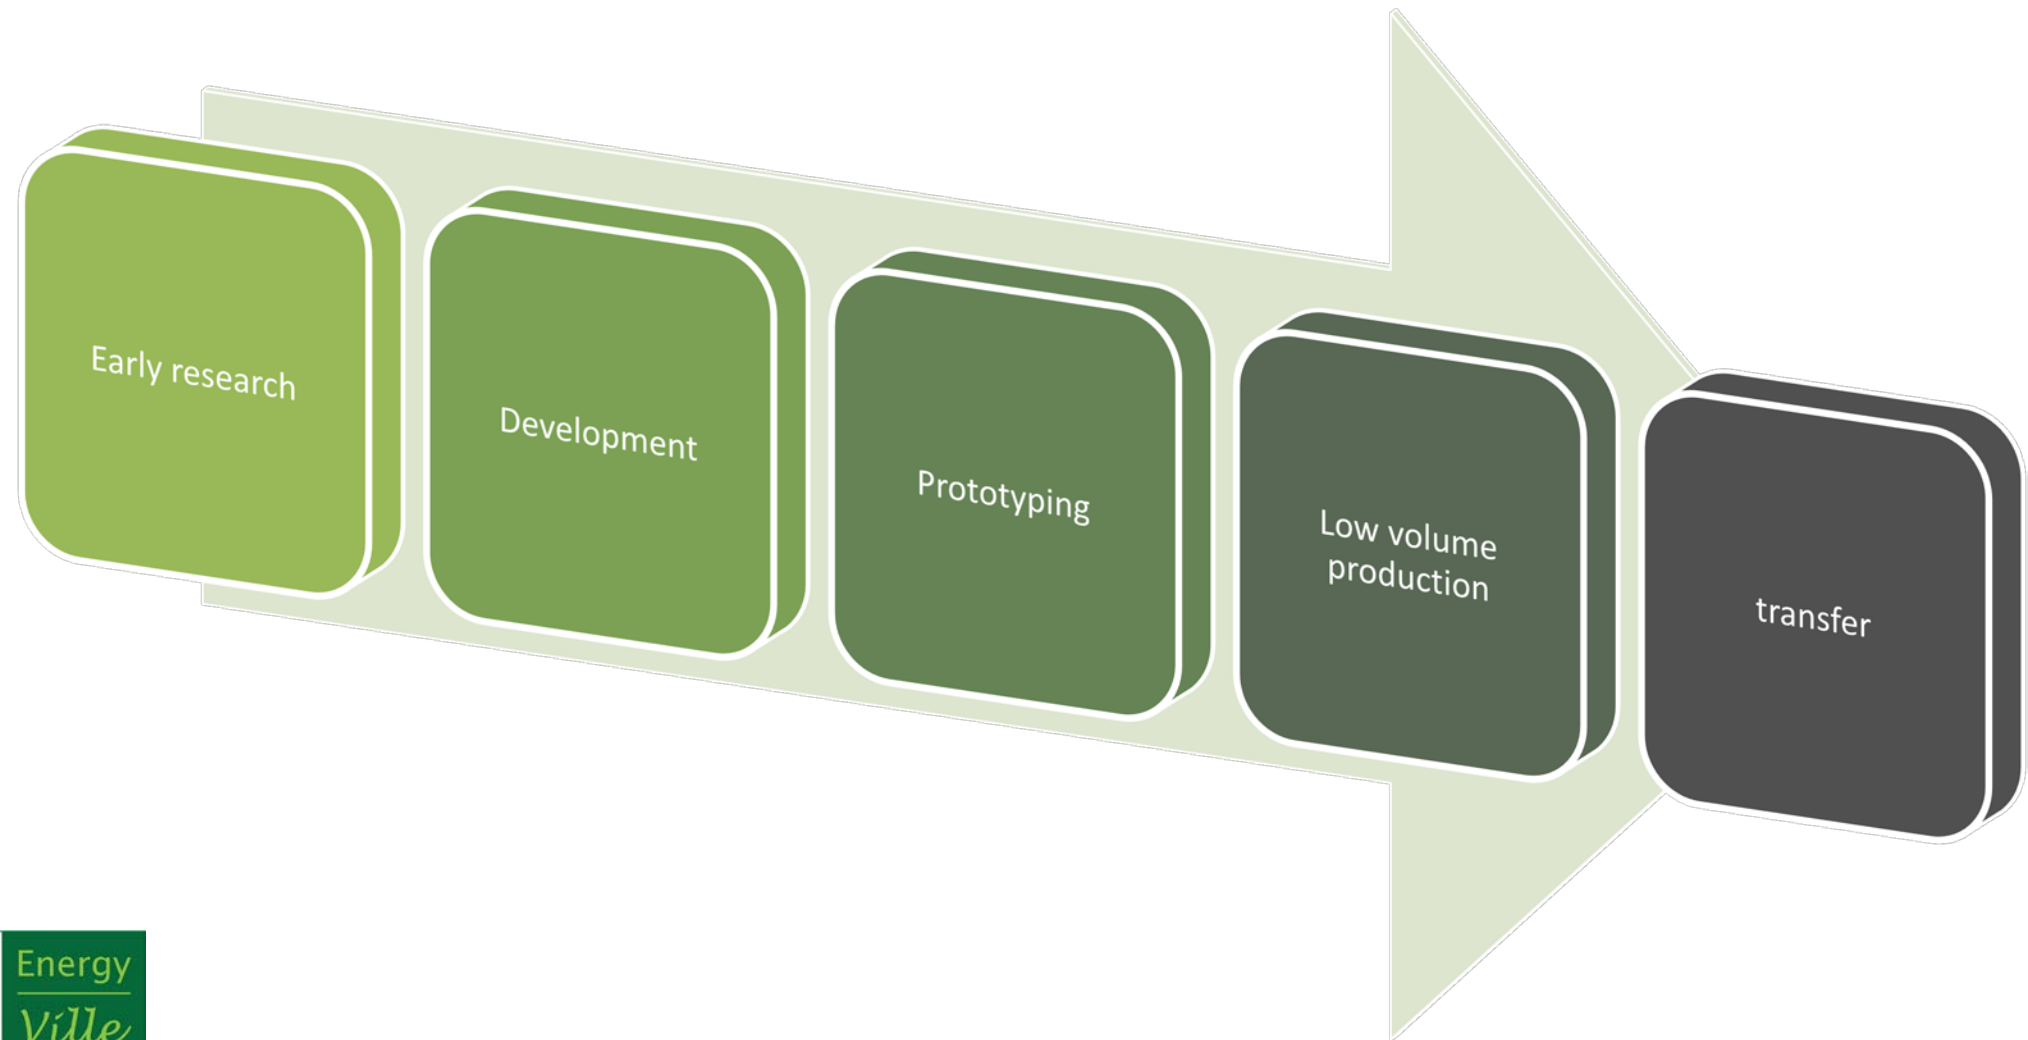 Early research
Development
Prototyping
Low volume
production
transfer
Energy
Ville